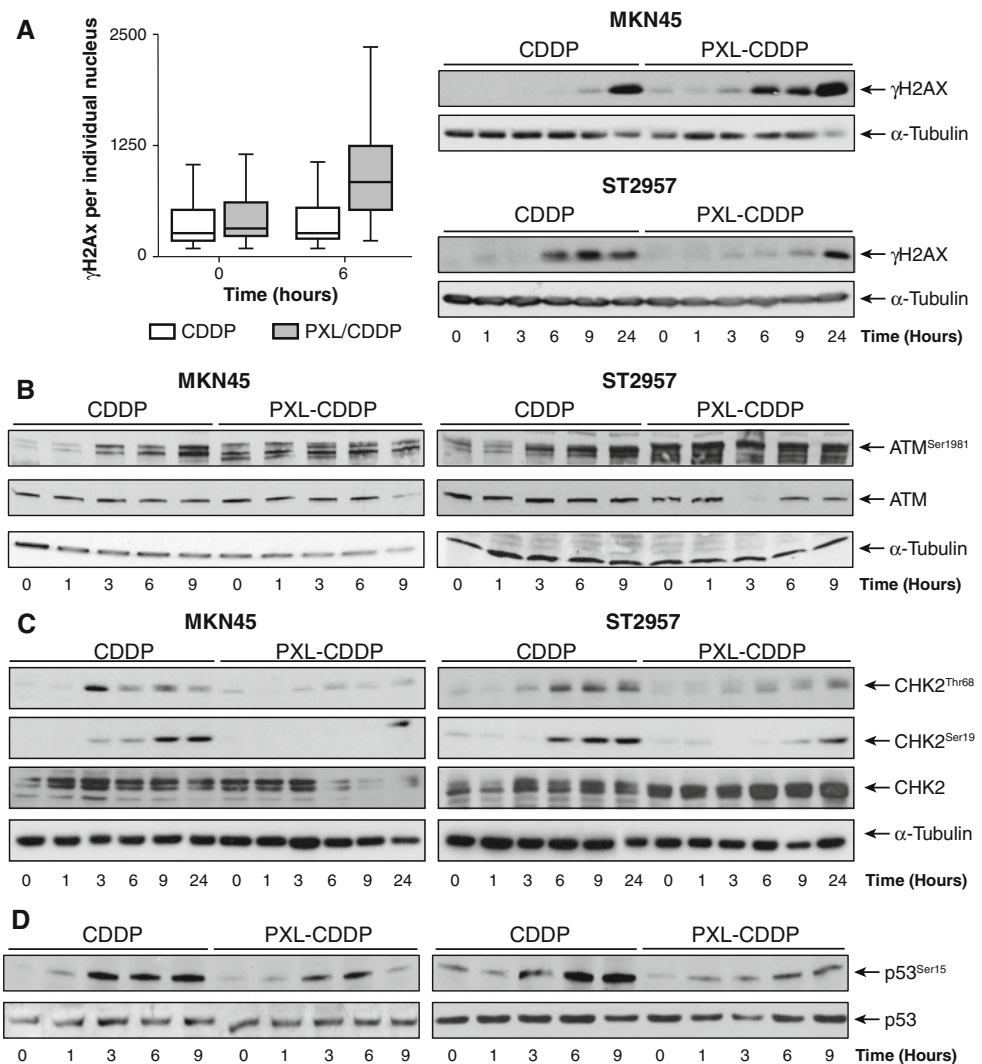 A
γH2Ax per individual nucleus
2500
1250
0
0 6
Time (hours)
CDDP PXL/CDDP
MKN45
CDDP PXL-CDDP
γH2AX
α-Tubulin
ST2957
CDDP PXL-CDDP
γH2AX
α-Tubulin
0 1 3 6 9 24 0 1 3 6 9 24 Time (Hours)
B
MKN45 ST2957
CDDP PXL-CDDP CDDP PXL-CDDP
ATMSer1981
ATM
α-Tubulin
0 1 3 6 9 0 1 3 6 9 0 1 3 6 9 0 1 3 6 9 Time (Hours)
C
MKN45 ST2957
CDDP PXL-CDDP CDDP PXL-CDDP
CHK2Thr68
CHK2Ser19
CHK2
α-Tubulin
0 1 3 6 9 24 0 1 3 6 9 24 0 1 3 6 9 24 0 1 3 6 9 24 Time (Hours)
D
CDDP PXL-CDDP CDDP PXL-CDDP
p53Ser15
p53
0 1 3 6 9 0 1 3 6 9 0 1 3 6 9 0 1 3 6 9 Time (Hours)